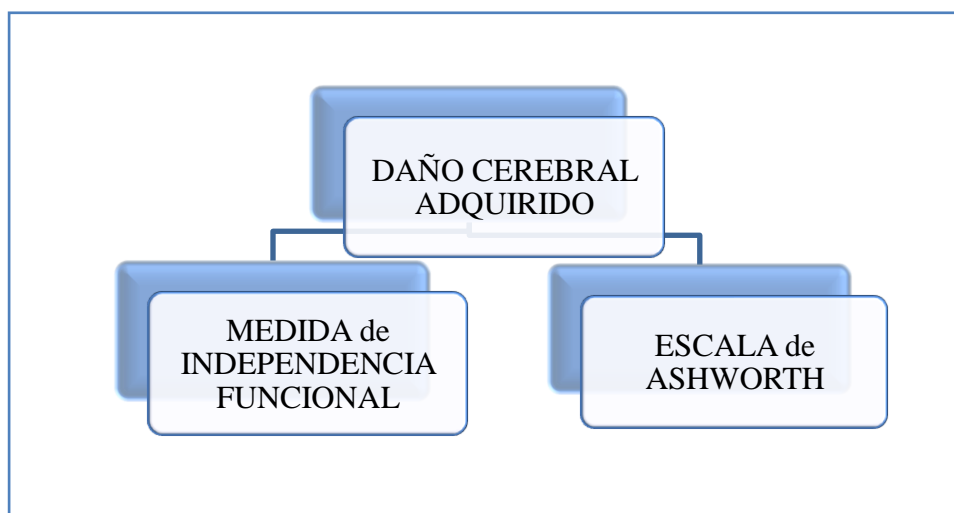 DAÑO CEREBRAL
ADQUIRIDO
MEDIDA de
INDEPENDENCIA
FUNCIONAL
ESCALA de
ASHWORTH